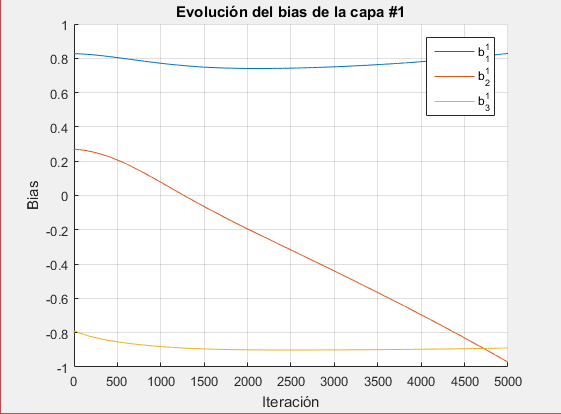 Evolución del bias de la capa #1
1
0.8
0.6
0.4
0.2
0
-0.2
-0.4
-0.6
-0.8
-1
Bias
b₁¹
b₂¹
b₃¹
0 500 1000 1500 2000 2500 3000 3500 4000 4500 5000
Iteración